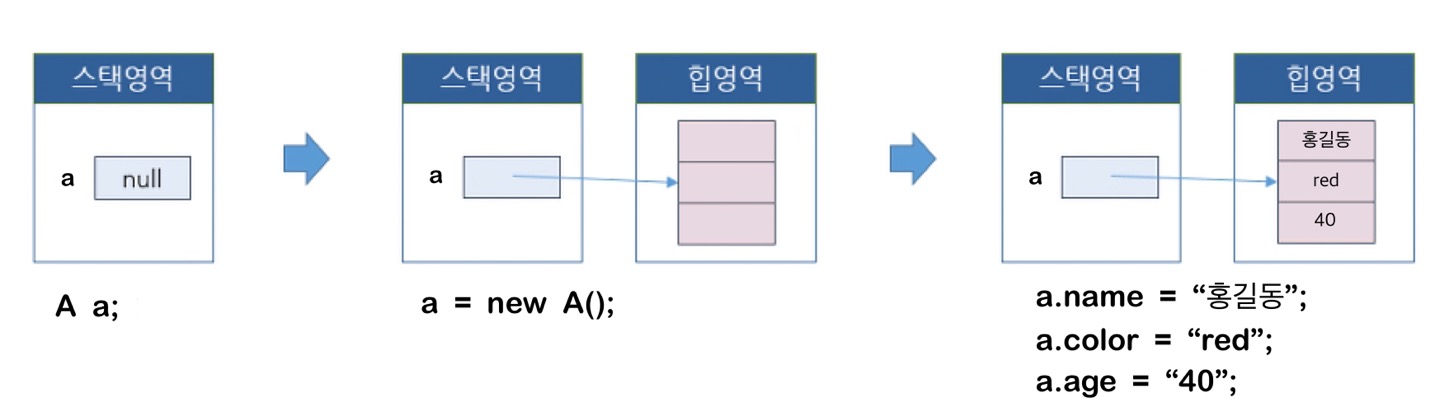 스택영역
a null
A a;
스택영역 힙영역
a
a = new A();
스택영역 힙영역
홍길동
a red
40
a.name = “홍길동”;
a.color = “red”;
a.age = “40”;